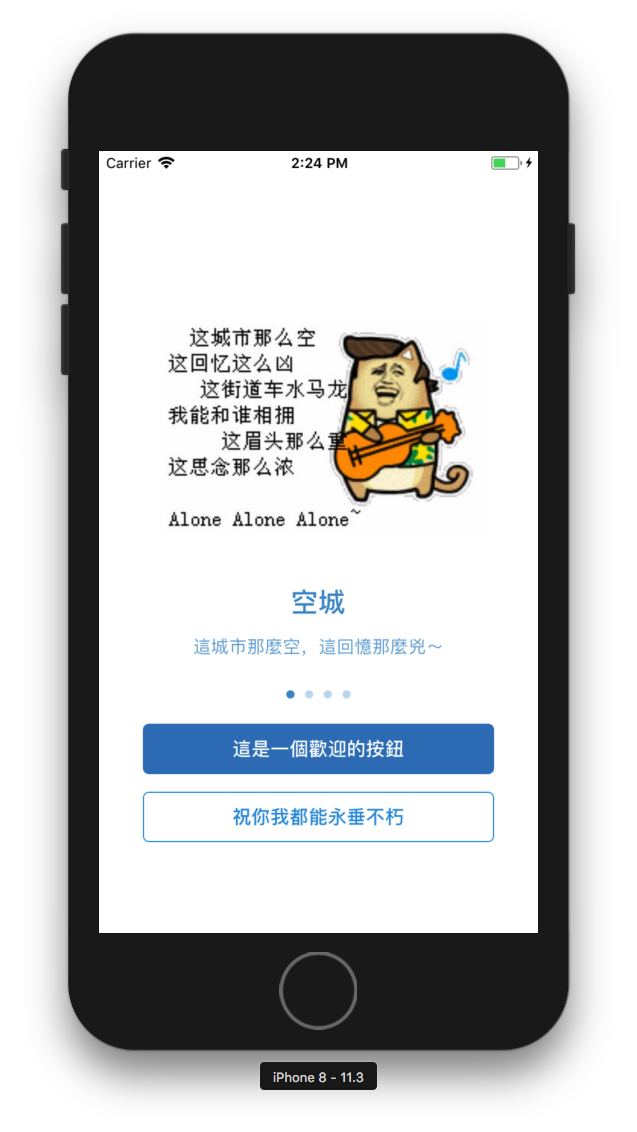 Carrier
2:24 PM
这城市那么空
这回忆这么凶
这街道车水马龙
我能和谁相拥
这眉头那么重
这思念那么浓
Alone Alone Alone~
空城
這城市那麼空，這回憶那麼兇～
這是一個歡迎的按鈕
祝你我都能永垂不朽
iPhone 8 - 11.3